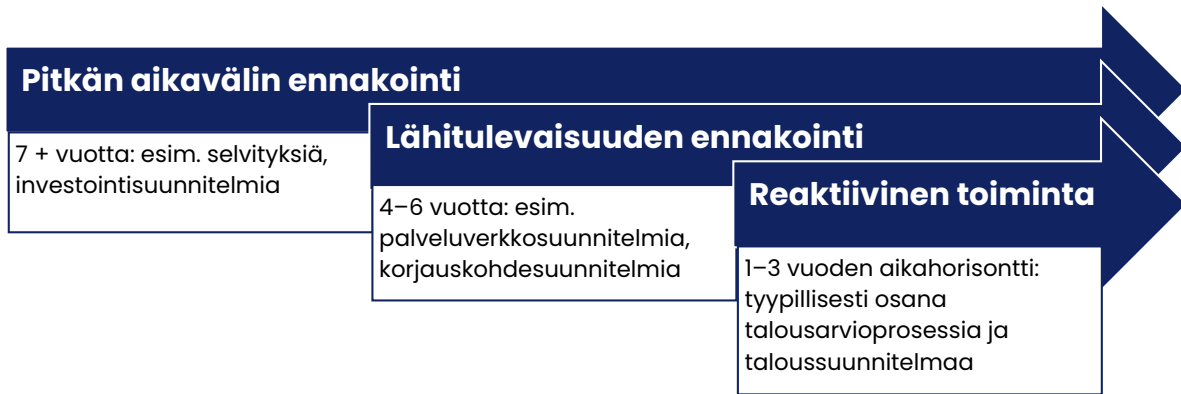 Pitkän aikavälin ennakointi
7 + vuotta: esim. selvityksiä,
investointisuunnitelmia
Lähitulevaisuuden ennakointi
4–6 vuotta: esim.
palveluverkkosuunnitelmia,
korjauskohdesuunnitelmia
Reaktiivinen toiminta
1–3 vuoden aikahorisontti:
tyypillisesti osana
talousarvioprosessia ja
taloussuunnitelmaa